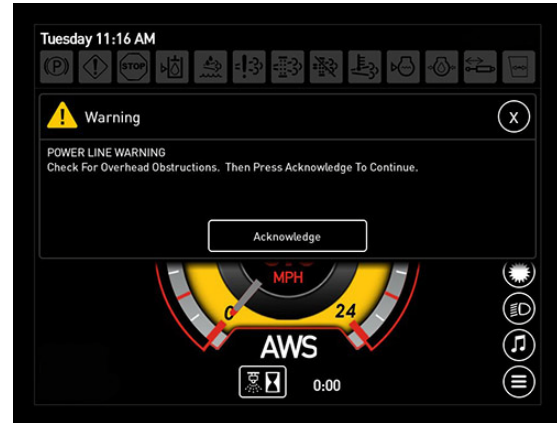 Tuesday 11:16 AM
(P)
STOP
Warning
X
POWER LINE WARNING
Check For Overhead Obstructions. Then Press Acknowledge To Continue.
Acknowledge
MPH
0
24
AWS
0:00